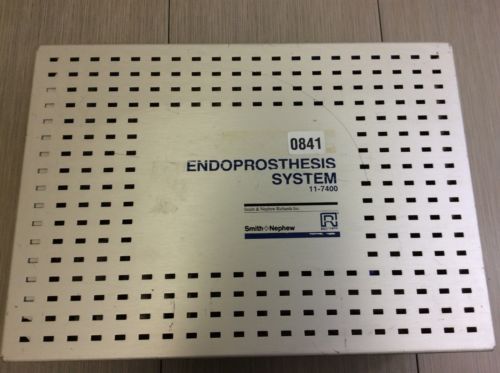 0841
ENDOPROSTHESIS
SYSTEM
11-7400
Smith & Nephew Richards Inc.
Smith Nephew
R